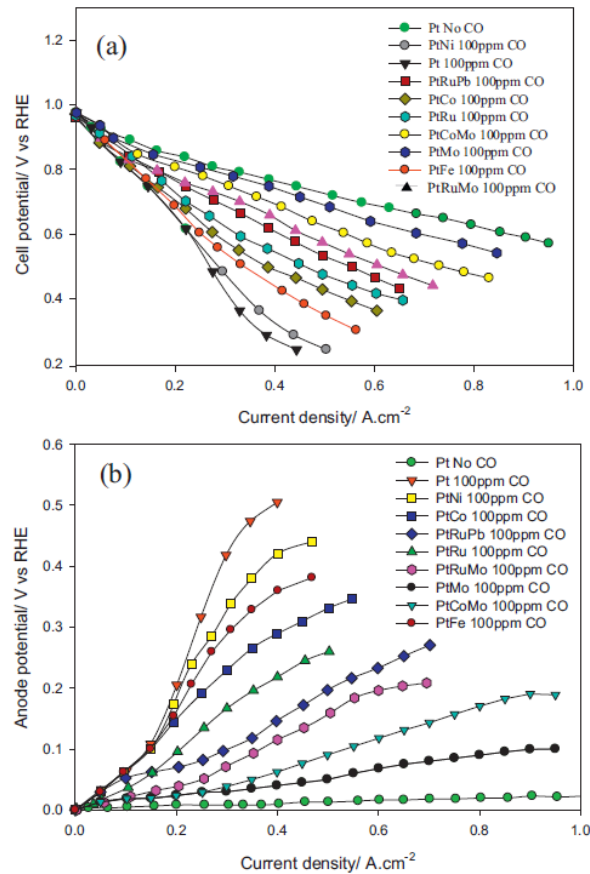 (a)
Pt No CO
PtNi 100ppm CO
Pt 100ppm CO
PtRuPb 100ppm CO
PtCo 100ppm CO
PtRu 100ppm CO
PtCoMo 100ppm CO
PtMo 100ppm CO
PtFe 100ppm CO
PtRuMo 100ppm CO
Cell potential/ V vs RHE
1.2
1.0
0.8
0.6
0.4
0.2
0.0 0.2 0.4 0.6 0.8 1.0
Current density/ A.cm-2
(b)
Pt No CO
Pt 100ppm CO
PtNi 100ppm CO
PtCo 100ppm CO
PtRuPb 100ppm CO
PtRu 100ppm CO
PtRuMo 100ppm CO
PtMo 100ppm CO
PtCoMo 100ppm CO
PtFe 100ppm CO
Anode potential/ V vs RHE
0.6
0.5
0.4
0.3
0.2
0.1
0.0
0.0 0.2 0.4 0.6 0.8 1.0
Current density/ A.cm-2